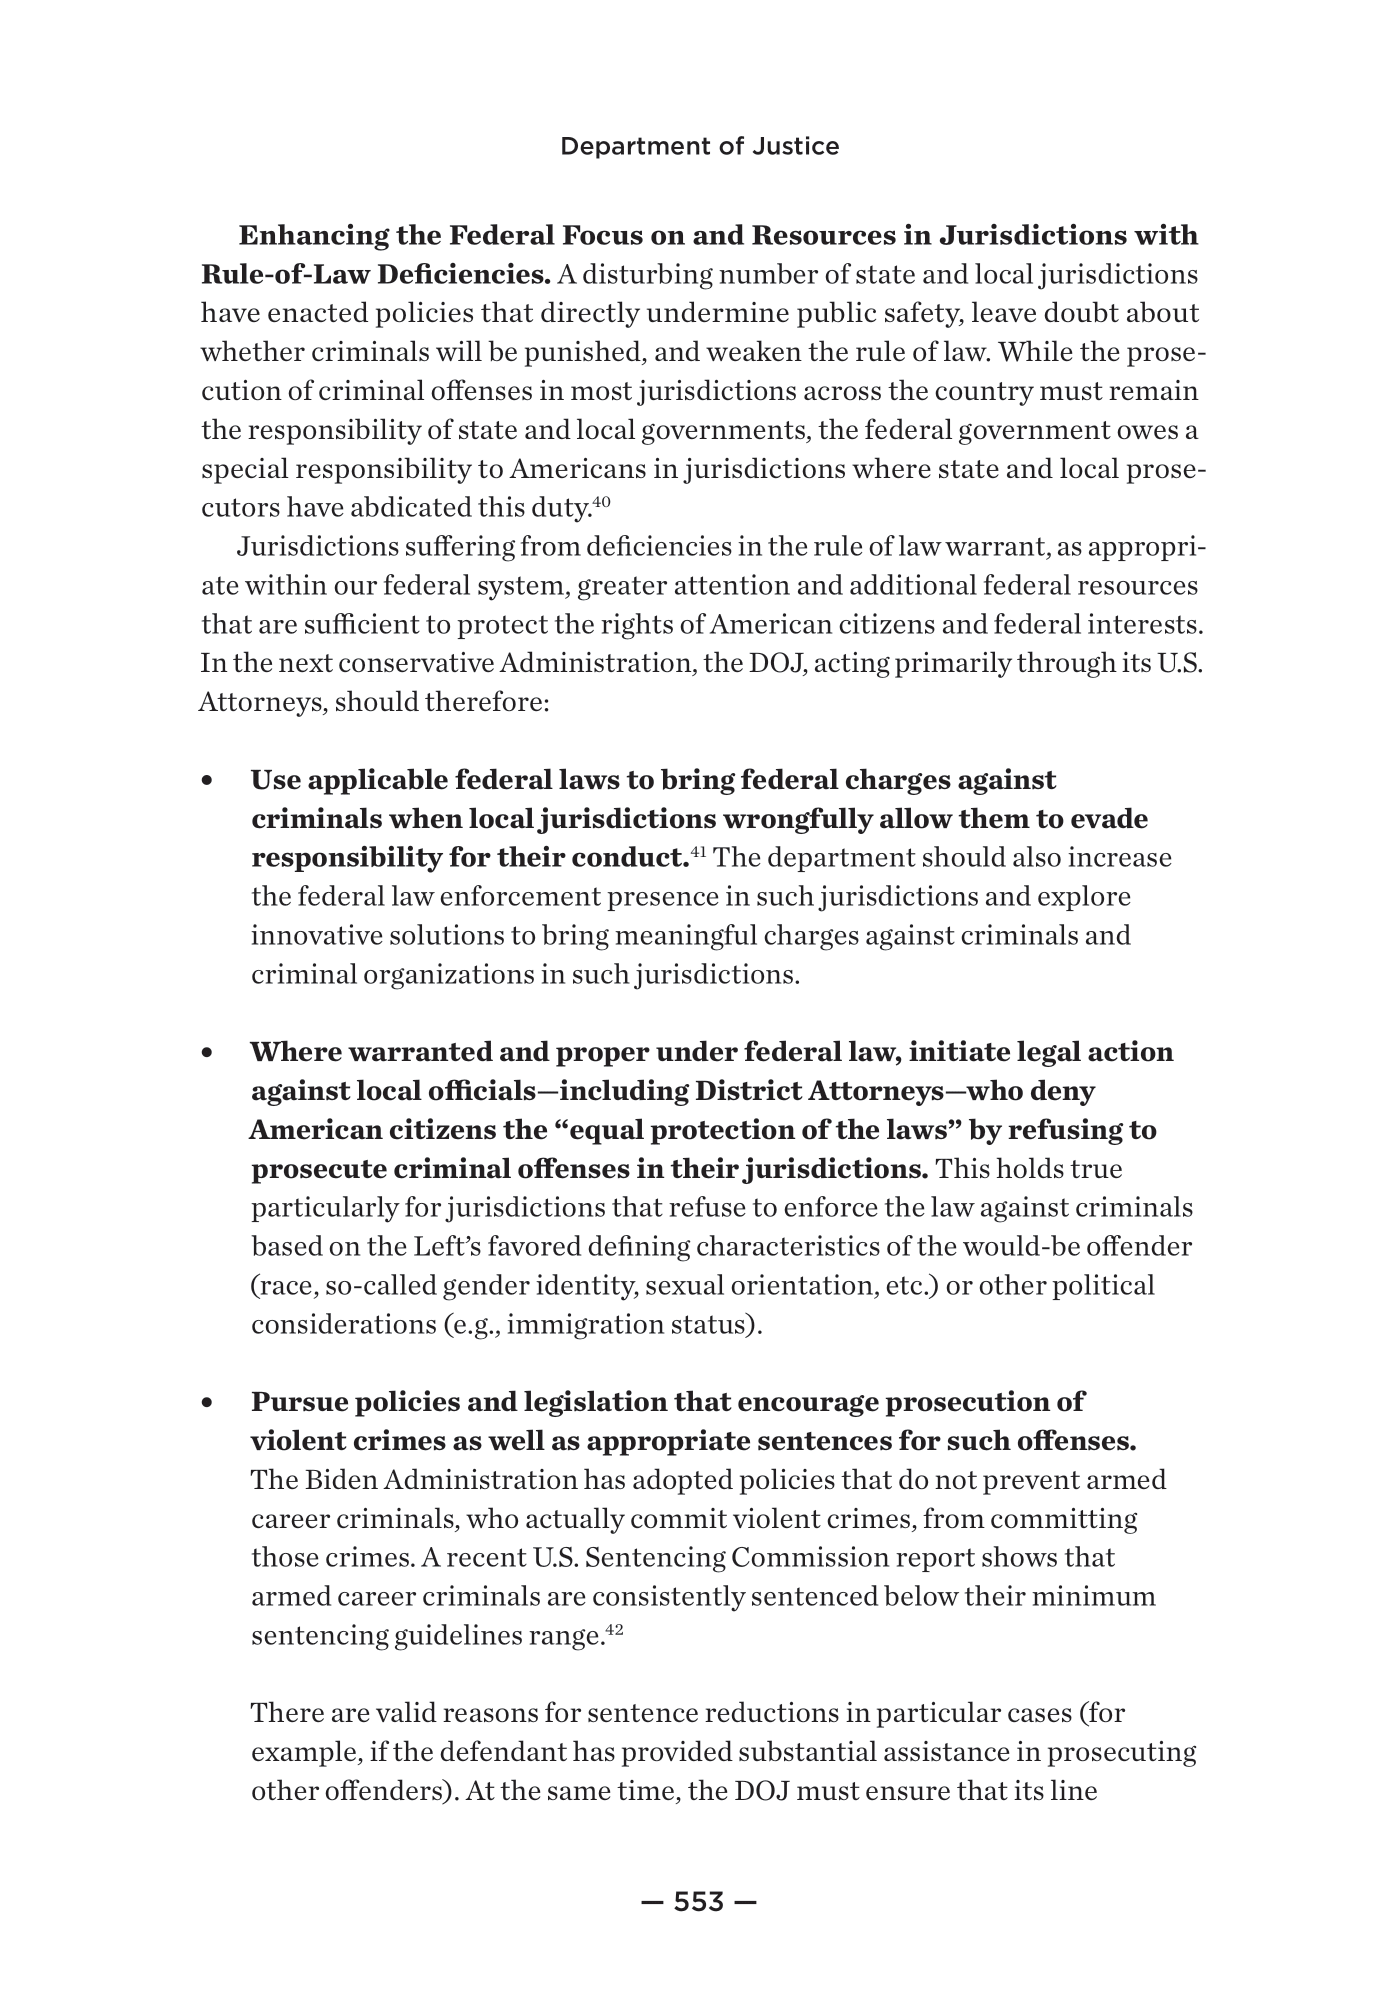 Department of Justice
Enhancing the Federal Focus on and Resources in Jurisdictions with
Rule-of-Law Deficiencies. A disturbing number of state and local jurisdictions
have enacted policies that directly undermine public safety, leave doubt about
whether criminals will be punished, and weaken the rule of law. While the prose-
cution of criminal offenses in most jurisdictions across the country must remain
the responsibility of state and local governments, the federal government owes a
special responsibility to Americans in jurisdictions where state and local prose-
cutors have abdicated this duty.⁴⁰
Jurisdictions suffering from deficiencies in the rule of law warrant, as appropri-
ate within our federal system, greater attention and additional federal resources
that are sufficient to protect the rights of American citizens and federal interests.
In the next conservative Administration, the DOJ, acting primarily through its U.S.
Attorneys, should therefore:
• Use applicable federal laws to bring federal charges against
criminals when local jurisdictions wrongfully allow them to evade
responsibility for their conduct.⁴¹ The department should also increase
the federal law enforcement presence in such jurisdictions and explore
innovative solutions to bring meaningful charges against criminals and
criminal organizations in such jurisdictions.
• Where warranted and proper under federal law, initiate legal action
against local officials—including District Attorneys—who deny
American citizens the “equal protection of the laws” by refusing to
prosecute criminal offenses in their jurisdictions. This holds true
particularly for jurisdictions that refuse to enforce the law against criminals
based on the Left’s favored defining characteristics of the would-be offender
(race, so-called gender identity, sexual orientation, etc.) or other political
considerations (e.g., immigration status).
• Pursue policies and legislation that encourage prosecution of
violent crimes as well as appropriate sentences for such offenses.
The Biden Administration has adopted policies that do not prevent armed
career criminals, who actually commit violent crimes, from committing
those crimes. A recent U.S. Sentencing Commission report shows that
armed career criminals are consistently sentenced below their minimum
sentencing guidelines range.⁴²
There are valid reasons for sentence reductions in particular cases (for
example, if the defendant has provided substantial assistance in prosecuting
other offenders). At the same time, the DOJ must ensure that its line
— 553 —